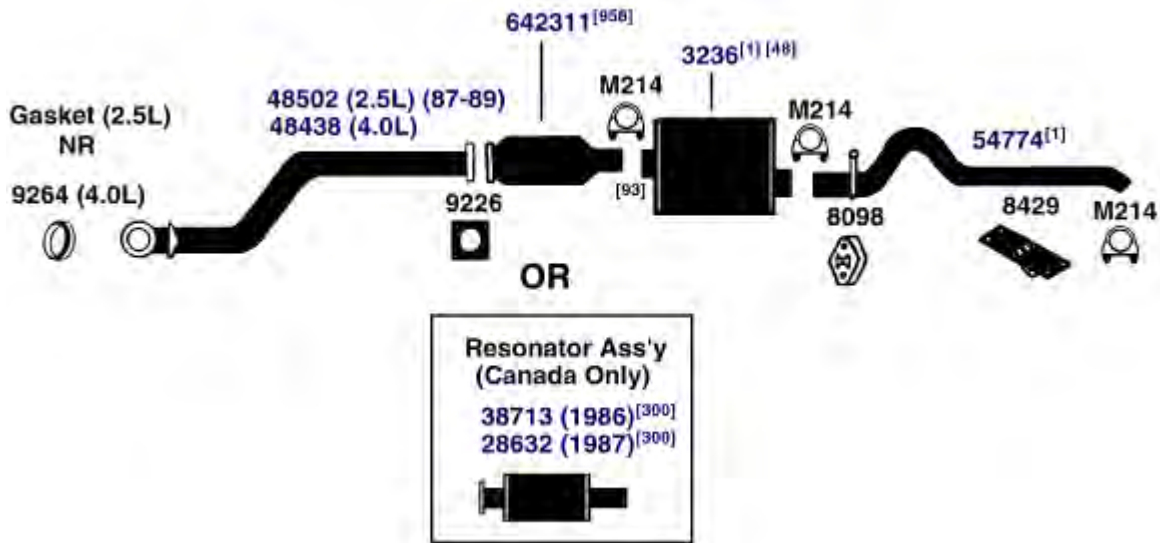 642311[958]
3236[1] [48]
M214
M214
48502 (2.5L) (87-89)
48438 (4.0L)
Gasket (2.5L)
NR
54774[1]
9264 (4.0L)
[93]
9226
8098
8429
M214
OR
Resonator Ass'y
(Canada Only)
38713 (1986)[300]
28632 (1987)[300]